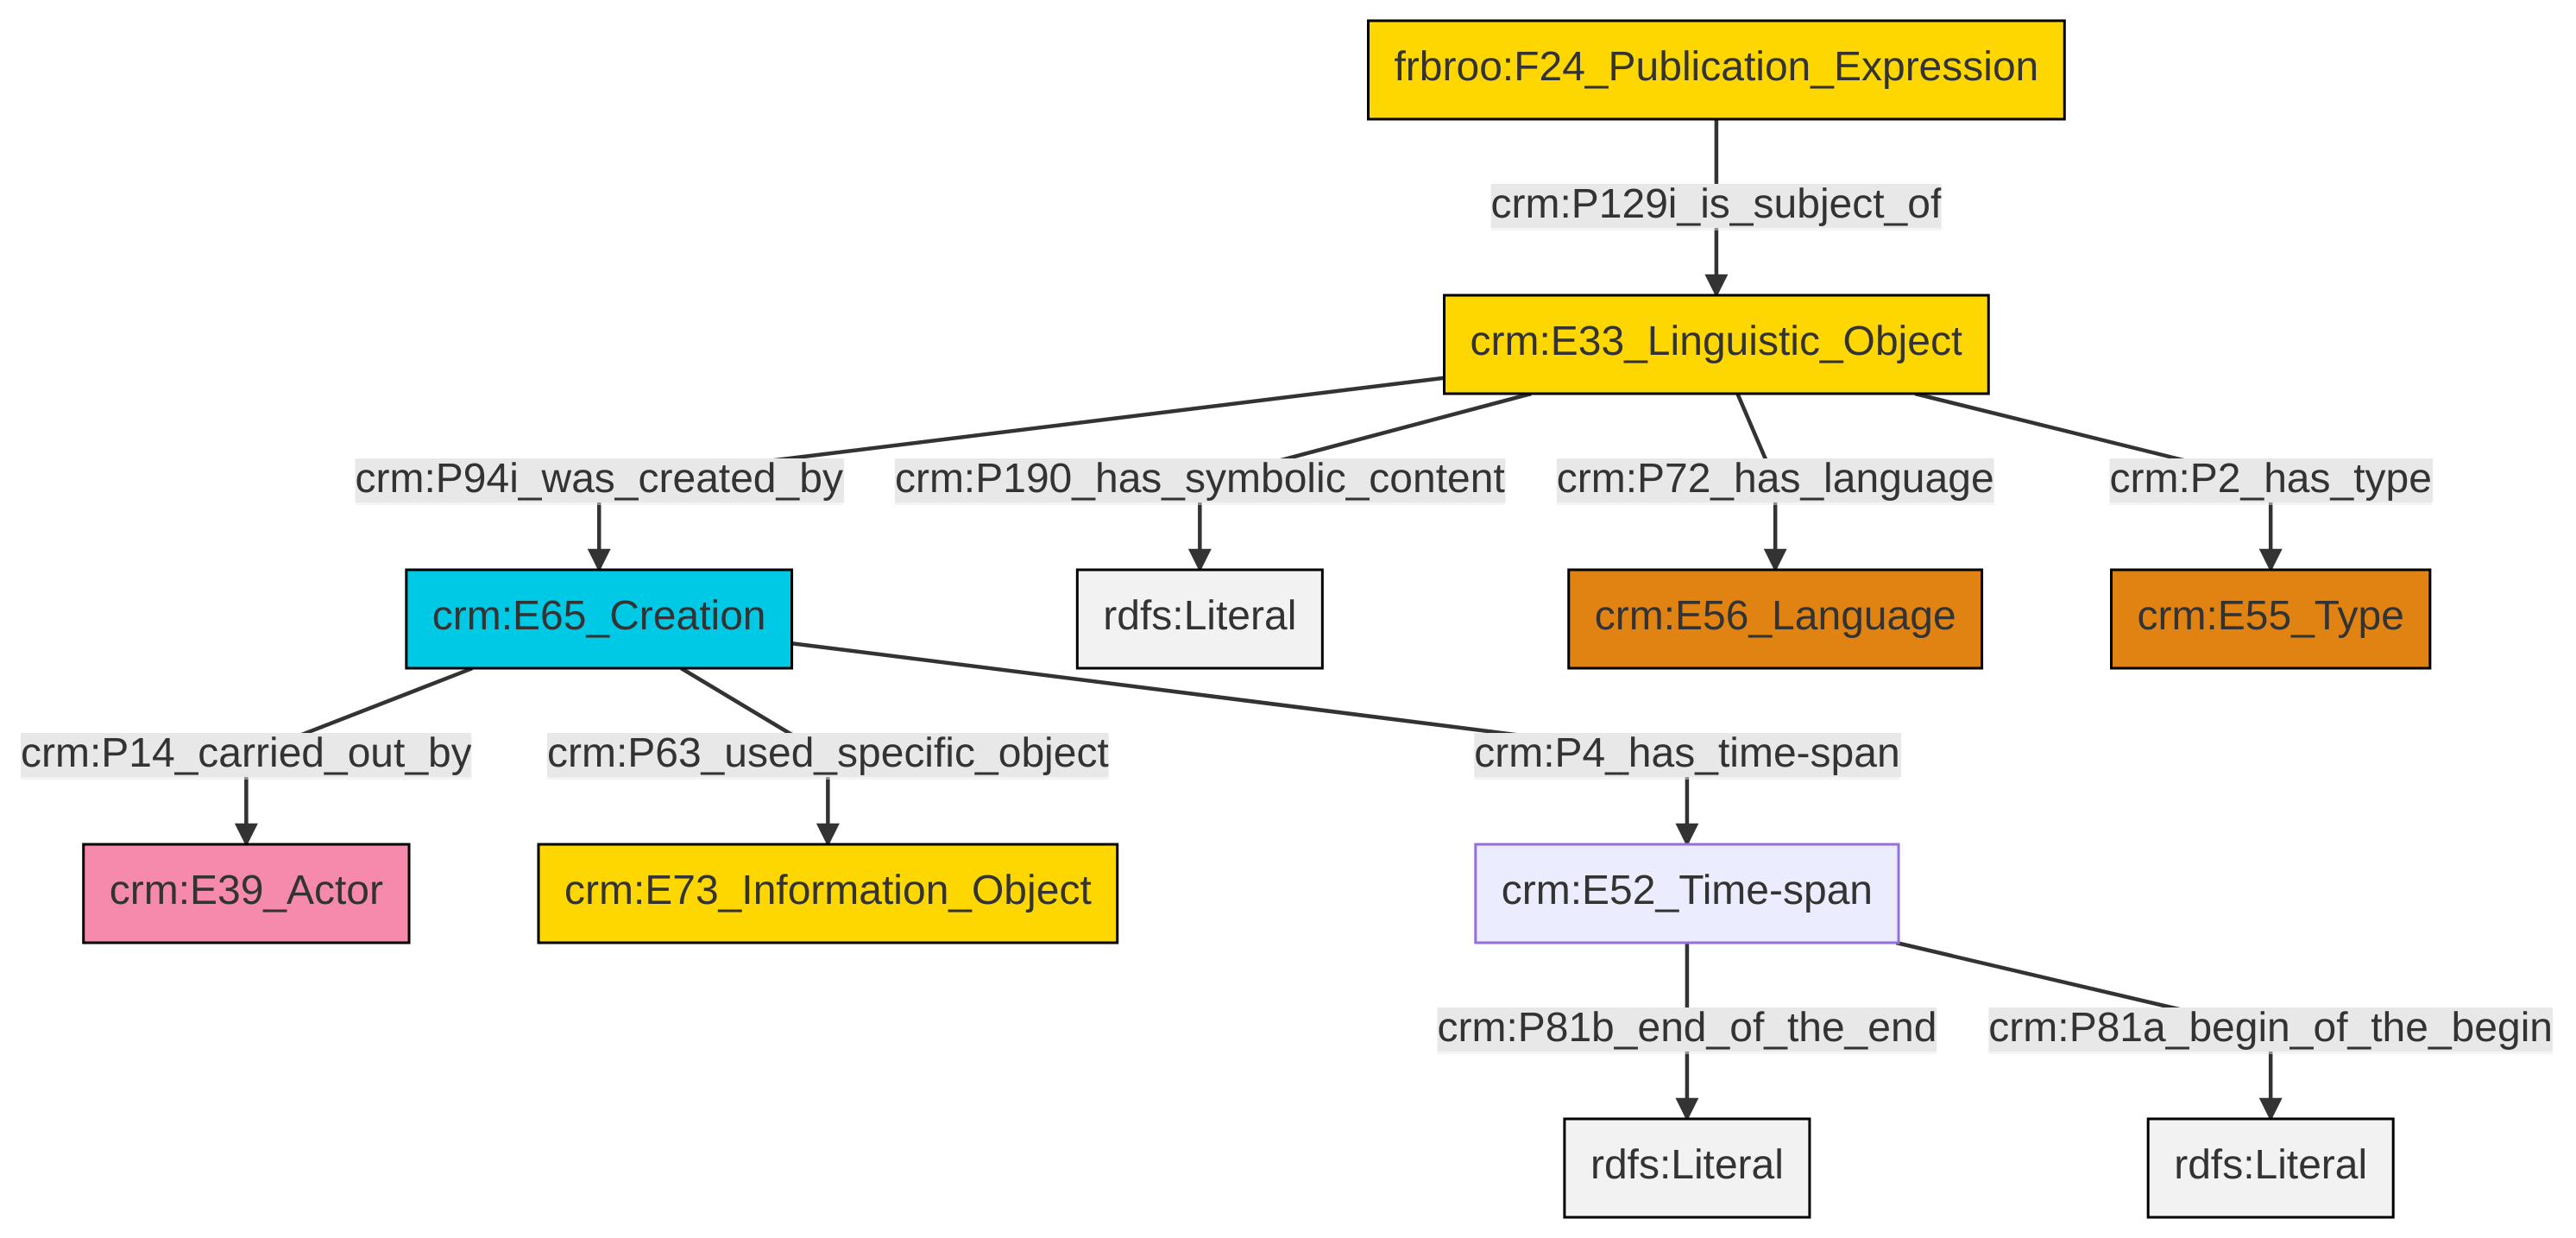 frbroo:F24_Publication_Expression
crm:P129i_is_subject_of
crm:E33_Linguistic_Object
crm:P94i_was_created_by
crm:P190_has_symbolic_content
crm:P72_has_language
crm:P2_has_type
crm:E65_Creation
rdfs:Literal
crm:E56_Language
crm:E55_Type
crm:P14_carried_out_by
crm:P63_used_specific_object
crm:P4_has_time-span
crm:E39_Actor
crm:E73_Information_Object
crm:E52_Time-span
crm:P81b_end_of_the_end
crm:P81a_begin_of_the_begin
rdfs:Literal
rdfs:Literal